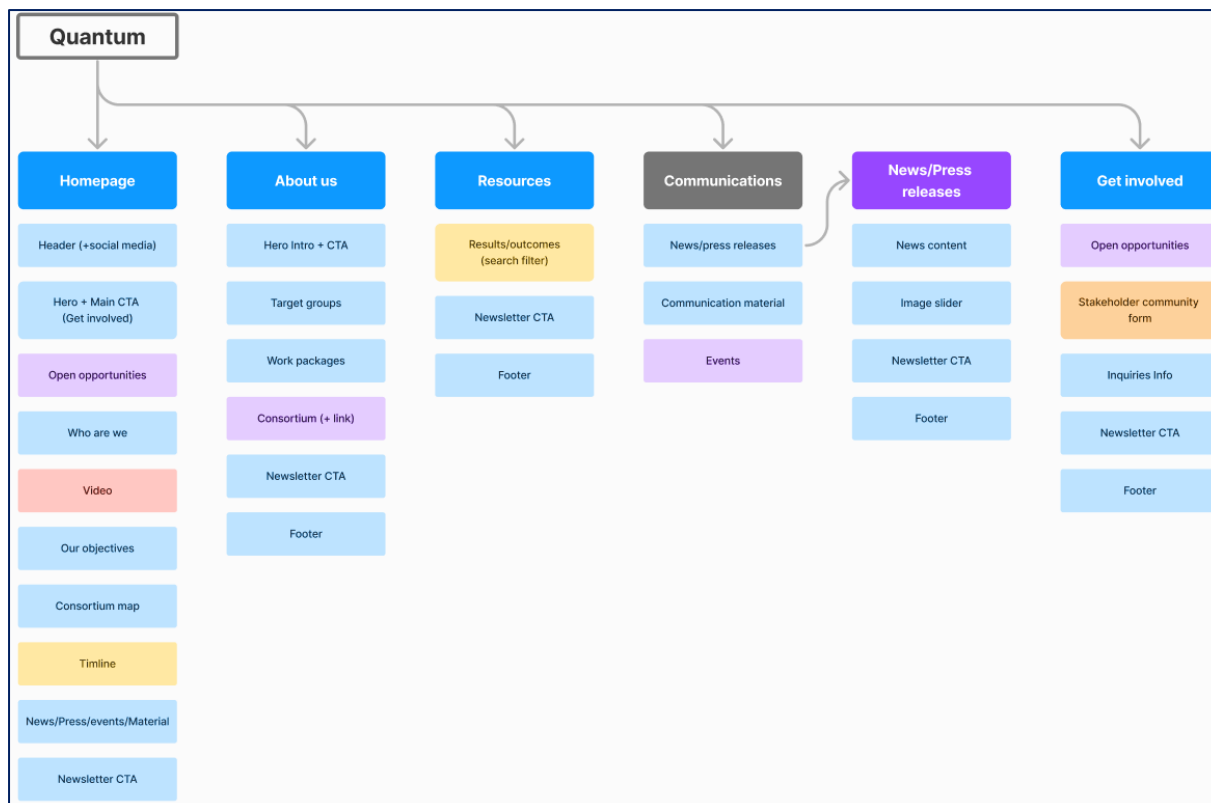 Quantum
Homepage
Header (+social media)
Hero + Main CTA
(Get involved)
Open opportunities
Who are we
Video
Our objectives
Consortium map
Timline
News/Press/events/Material
Newsletter CTA
About us
Hero Intro + CTA
Target groups
Work packages
Consortium (+ link)
Newsletter CTA
Footer
Resources
Results/outcomes
(search filter)
Newsletter CTA
Footer
Communications
News/press releases
Communication material
Events
News/Press
releases
News content
Image slider
Newsletter CTA
Footer
Get involved
Open opportunities
Stakeholder community
form
Inquiries Info
Newsletter CTA
Footer